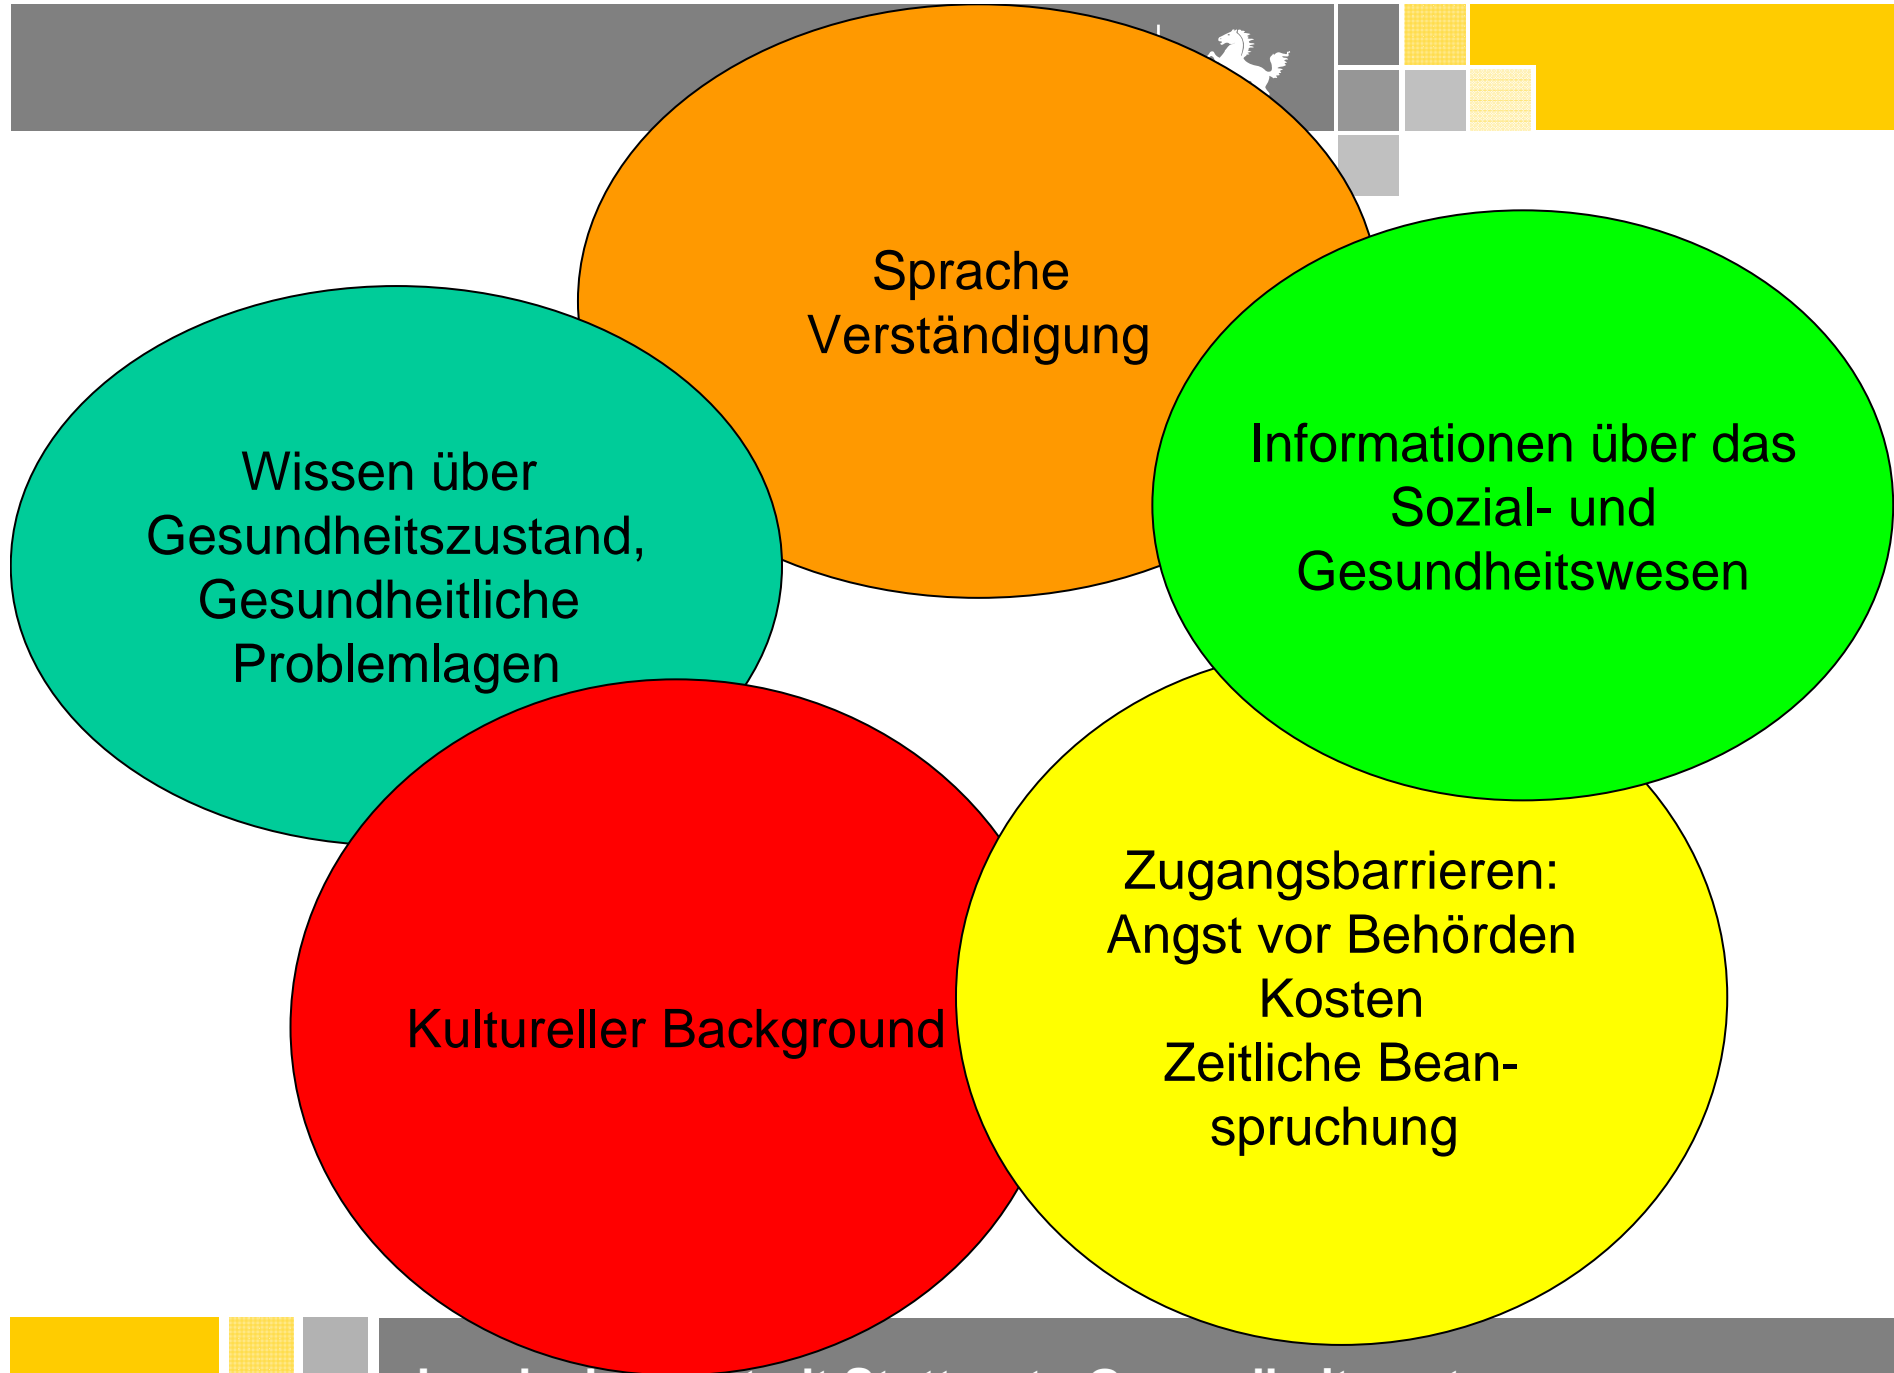 Sprache
Verständigung
Informationen über das
Sozial- und
Gesundheitswesen
Wissen über
Gesundheitszustand,
Gesundheitliche
Problemlagen
Kultureller Background
Zugangsbarrieren:
Angst vor Behörden
Kosten
Zeitliche Bean-
spruchung